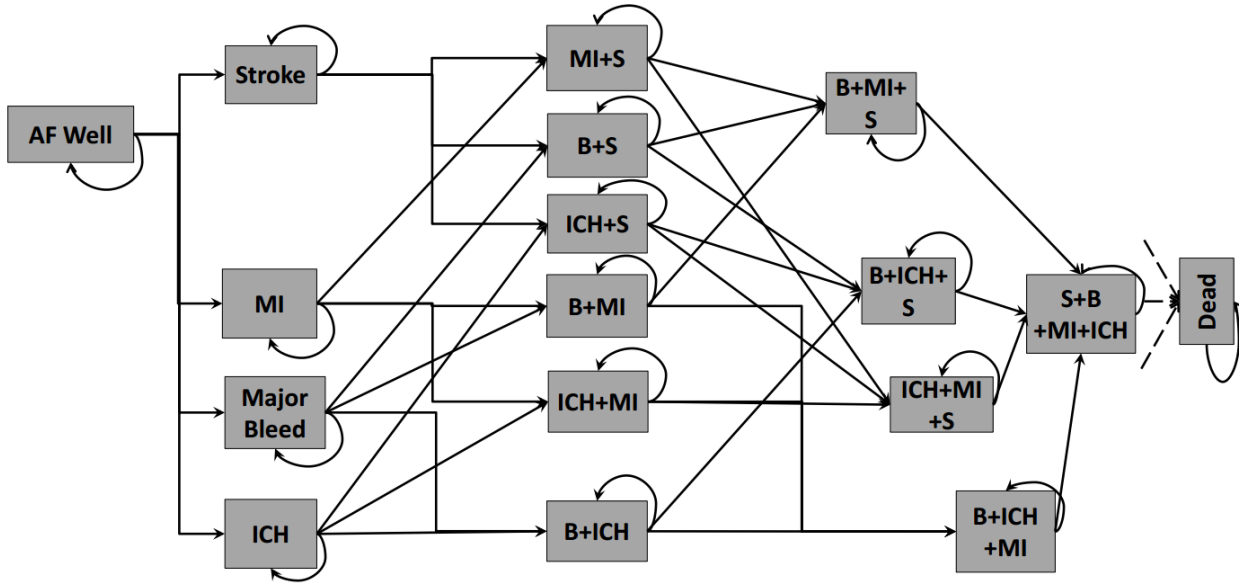 AF Well
Stroke
MI
Major
Bleed
ICH
MI+S
B+S
ICH+S
B+MI
ICH+MI
B+ICH
B+MI+
S
B+ICH+
S
ICH+MI
+S
B+ICH
+MI
S+B
+MI+ICH
Dead